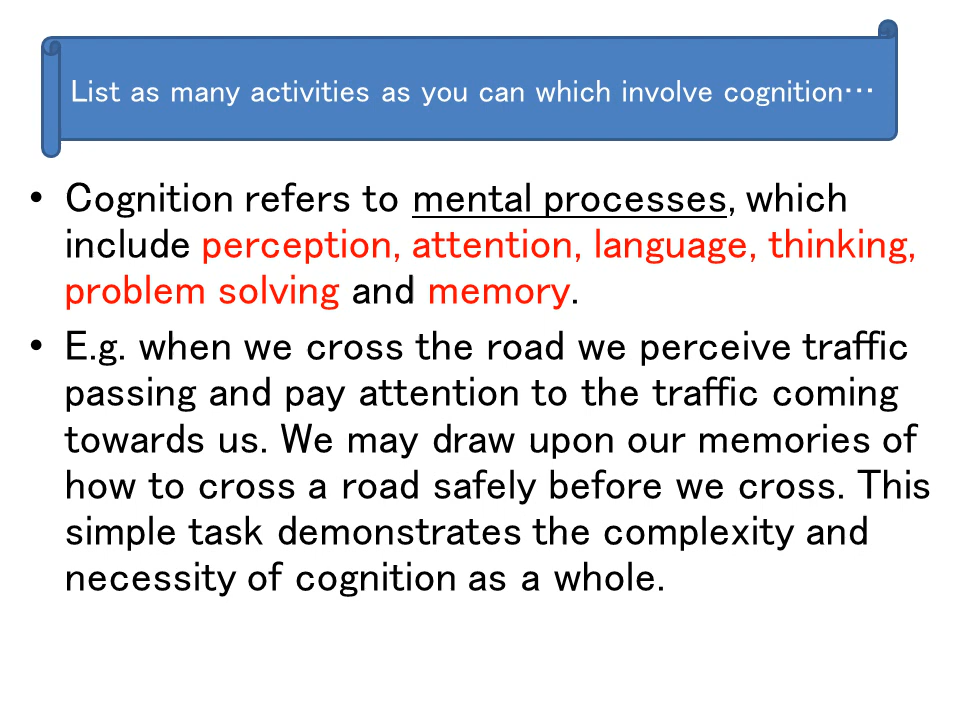 List as many activities as you can which involve cognition…
• Cognition refers to mental processes, which
include perception, attention, language, thinking,
problem solving and memory.
• E.g. when we cross the road we perceive traffic
passing and pay attention to the traffic coming
towards us. We may draw upon our memories of
how to cross a road safely before we cross. This
simple task demonstrates the complexity and
necessity of cognition as a whole.